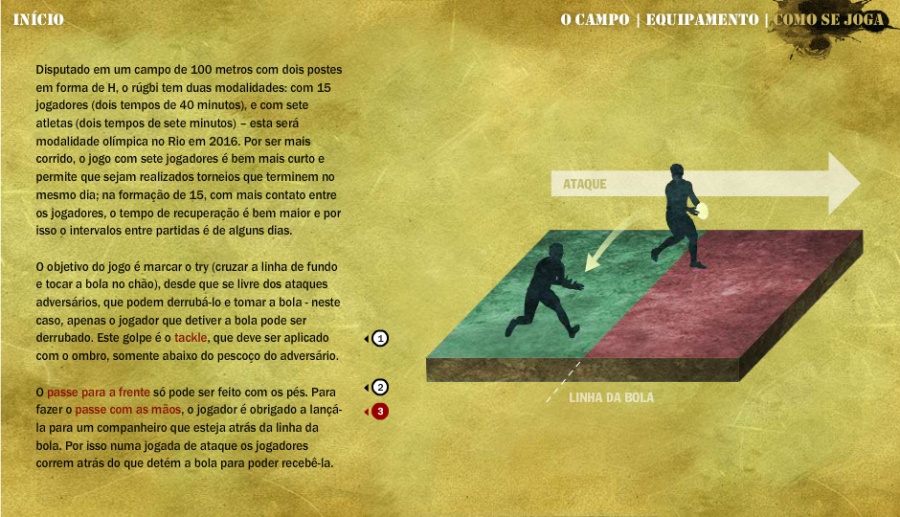 INÍCIO
O CAMPO | EQUIPAMENTO | COMO SE JOGA
Disputado em um campo de 100 metros com dois postes
em forma de H, o rúgbi tem duas modalidades: com 15
jogadores (dois tempos de 40 minutos), e com sete
atletas (dois tempos de sete minutos) – esta será
modalidade olímpica no Rio em 2016. Por ser mais
corrido, o jogo com sete jogadores é bem mais curto e
permite que sejam realizados torneios que terminem no
mesmo dia; na formação de 15, com mais contato entre
os jogadores, o tempo de recuperação é bem maior e por
isso o intervalos entre partidas é de alguns dias.
O objetivo do jogo é marcar o try (cruzar a linha de fundo
e tocar a bola no chão), desde que se livre dos ataques
adversários, que podem derrubá-lo e tomar a bola - neste
caso, apenas o jogador que detiver a bola pode ser
derrubado. Este golpe é o tackle, que deve ser aplicado
com o ombro, somente abaixo do pescoço do adversário.
1
O passe para a frente só pode ser feito com os pés. Para
fazer o passe com as mãos, o jogador é obrigado a lançá-
la para um companheiro que esteja atrás da linha da
bola. Por isso numa jogada de ataque os jogadores
correm atrás do que detém a bola para poder recebê-la.
2
3
ATAQUE
LINHA DA BOLA